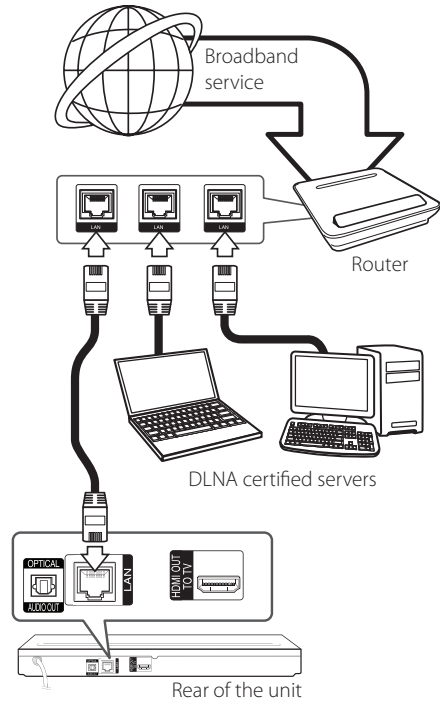 Broadband
service
LAN
LAN
LAN
Router
DLNA certified servers
OPTICAL
AUDIO OUT
LAN
HDMI OUT
TO TV
Rear of the unit